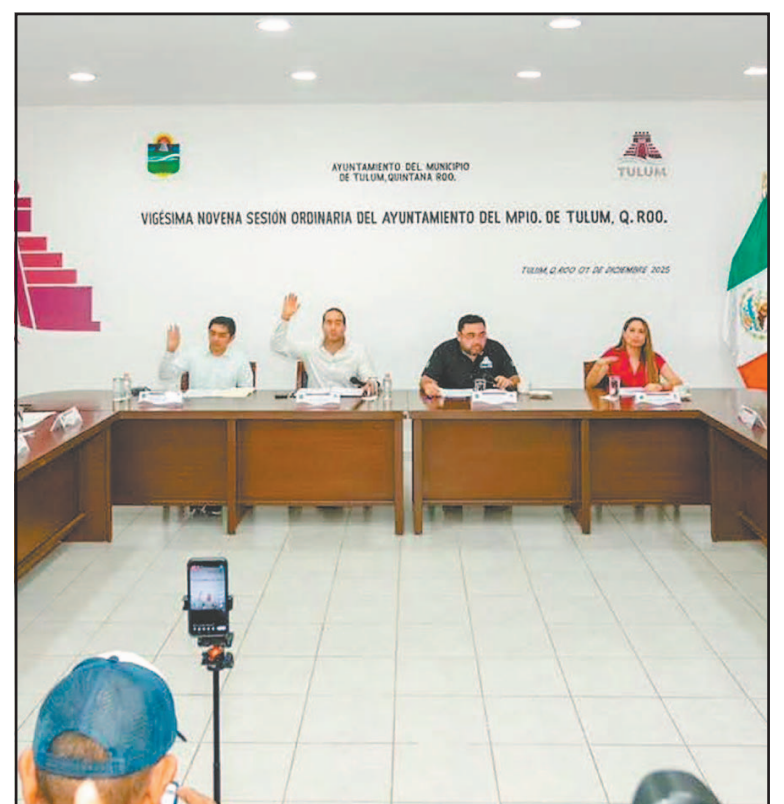 AYUNTAMIENTO DEL MUNICIPIO
DE TULUM, QUINTANA ROO.
TULUM
VIGÉSIMA NOVENA SESIÓN ORDINARIA DEL AYUNTAMIENTO DEL MPIO. DE TULUM, Q. ROO.
TULUM, Q. ROO 01 DE DICIEMBRE 2025